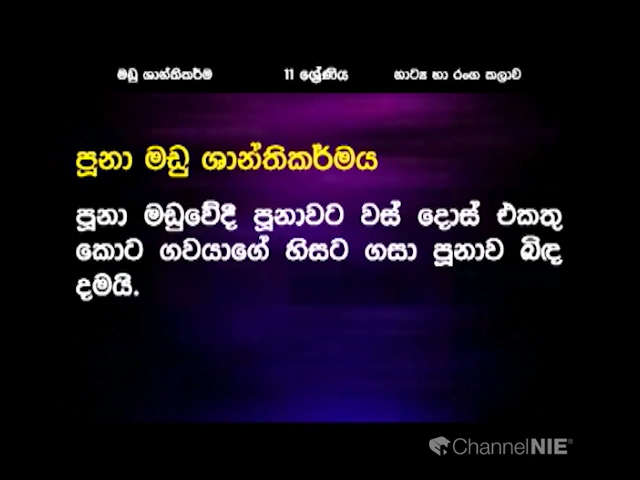 මඩු ශාන්තිකර්ම 11 ශ්‍රේණිය නාට්‍ය හා රංග කලාව
පූනා මඩු ශාන්තිකර්මය
පූනා මඩුවේදී පූනාවට වස් දොස් එකතු
කොට ගවයාගේ හිසට ගසා පූනාව බිඳ
දමයි.
ChannelNIE